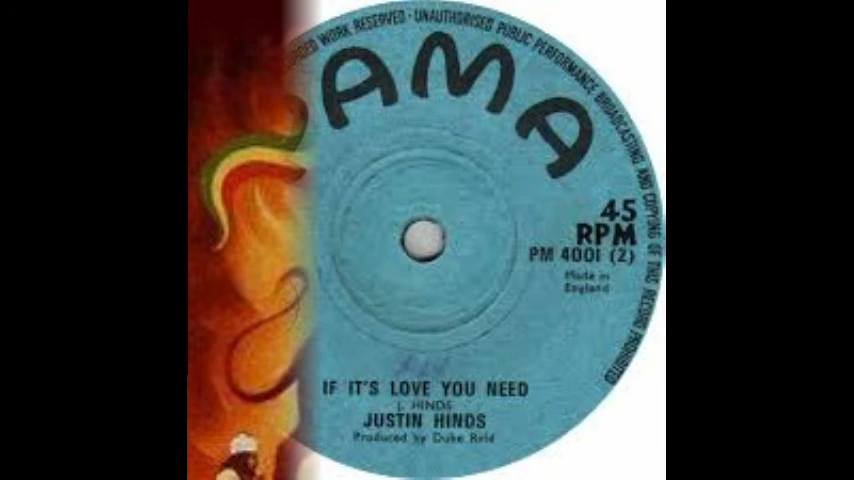 RDED WORK RESERVED · UNAUTHORISED PUBLIC PERFORMANCE BROADCASTING AND COPYING OF THIS RECORD PROHIBITED
AMA
45
RPM
PM 4001 (2)
Made in
England
IF IT'S LOVE YOU NEED
J. HINDS
JUSTIN HINDS
Produced by Duke Reid